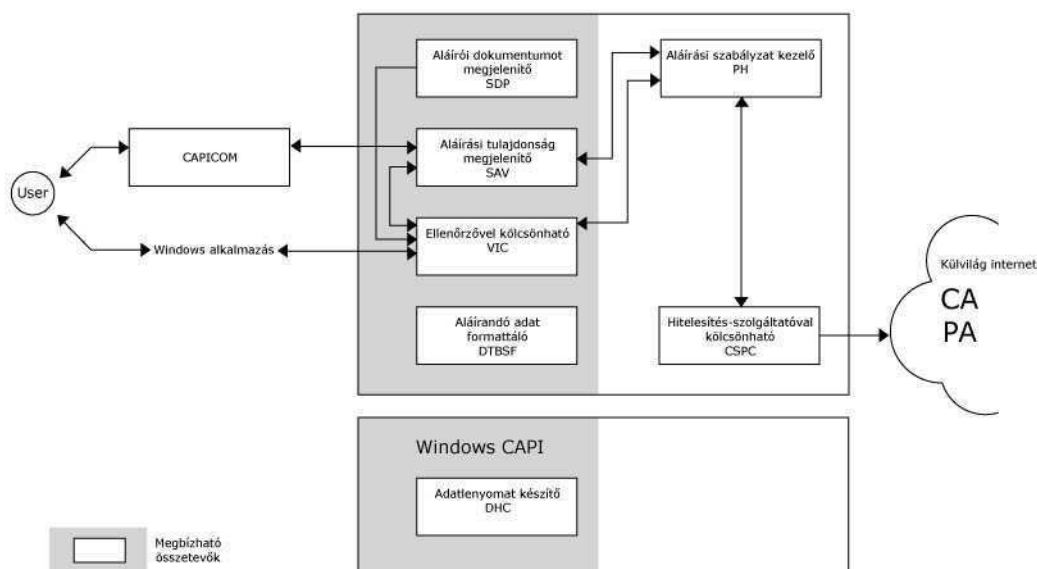 Aláírói dokumentumot
megjelenítő
SDP
Aláírási szabályzat kezelő
PH
CAPICOM
Aláírási tulajdonság
megjelenítő
SAV
User
Windows alkalmazás
Ellenőrzővel kölcsönható
VIC
Külvilág internet
CA
PA
Aláírandó adat
formattáló
DTBSF
Hitelesítés-szolgáltatóval
kölcsönható
CSPC
Windows CAPI
Adatlenyomat készítő
DHC
Megbízható
összetevők